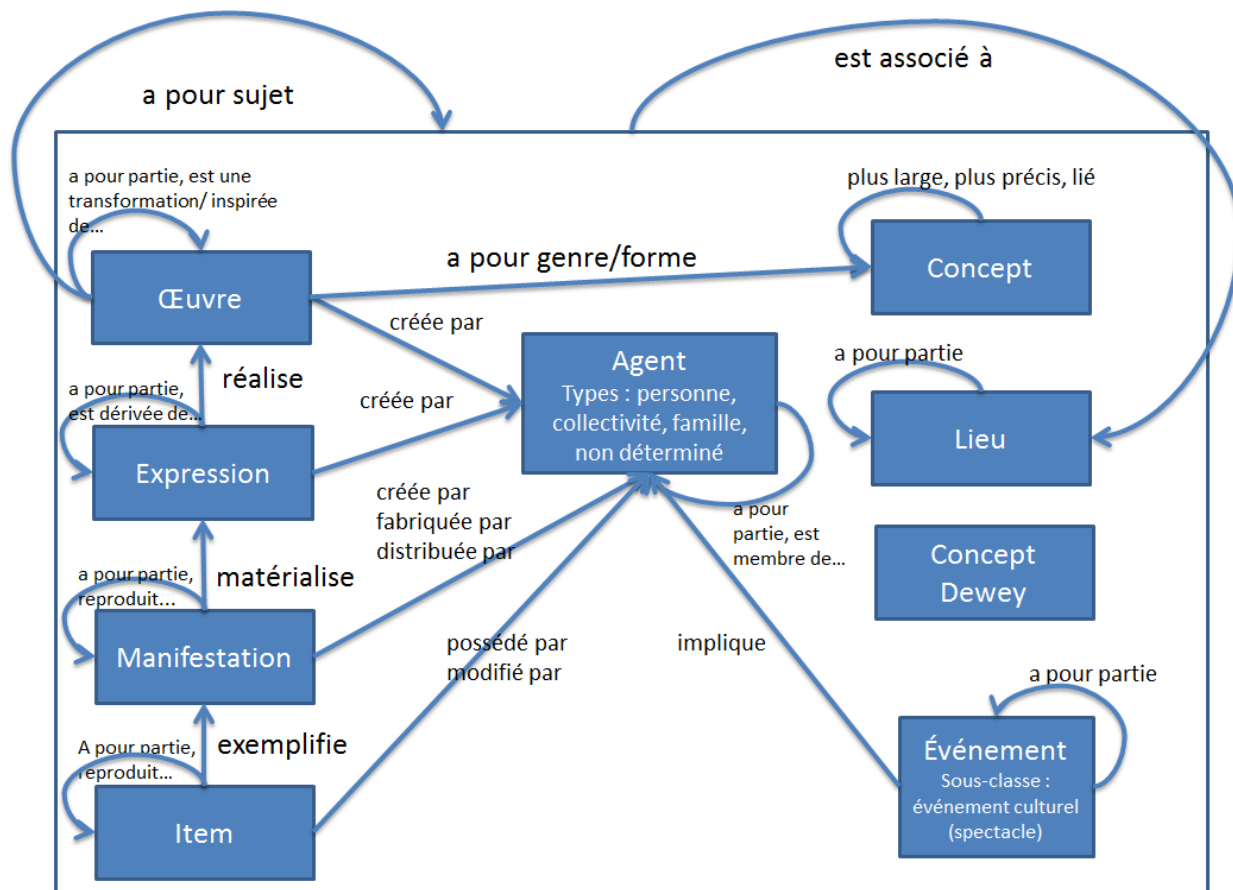 est associé à
a pour sujet
a pour partie, est une
transformation/ inspirée
de...
plus large, plus précis, lié
Œuvre
a pour genre/forme
Concept
créée par
Agent
Types : personne,
collectivité, famille,
non déterminé
a pour partie
Lieu
réalise
a pour partie,
est dérivée de...
créée par
Expression
créée par
fabriquée par
distribuée par
a pour
partie, est
membre de...
Concept
Dewey
matérialise
a pour partie,
reproduit...
Manifestation
possédé par
modifié par
implique
a pour partie
exemplifie
A pour partie,
reproduit...
Item
Événement
Sous-classe :
événement culturel
(spectacle)